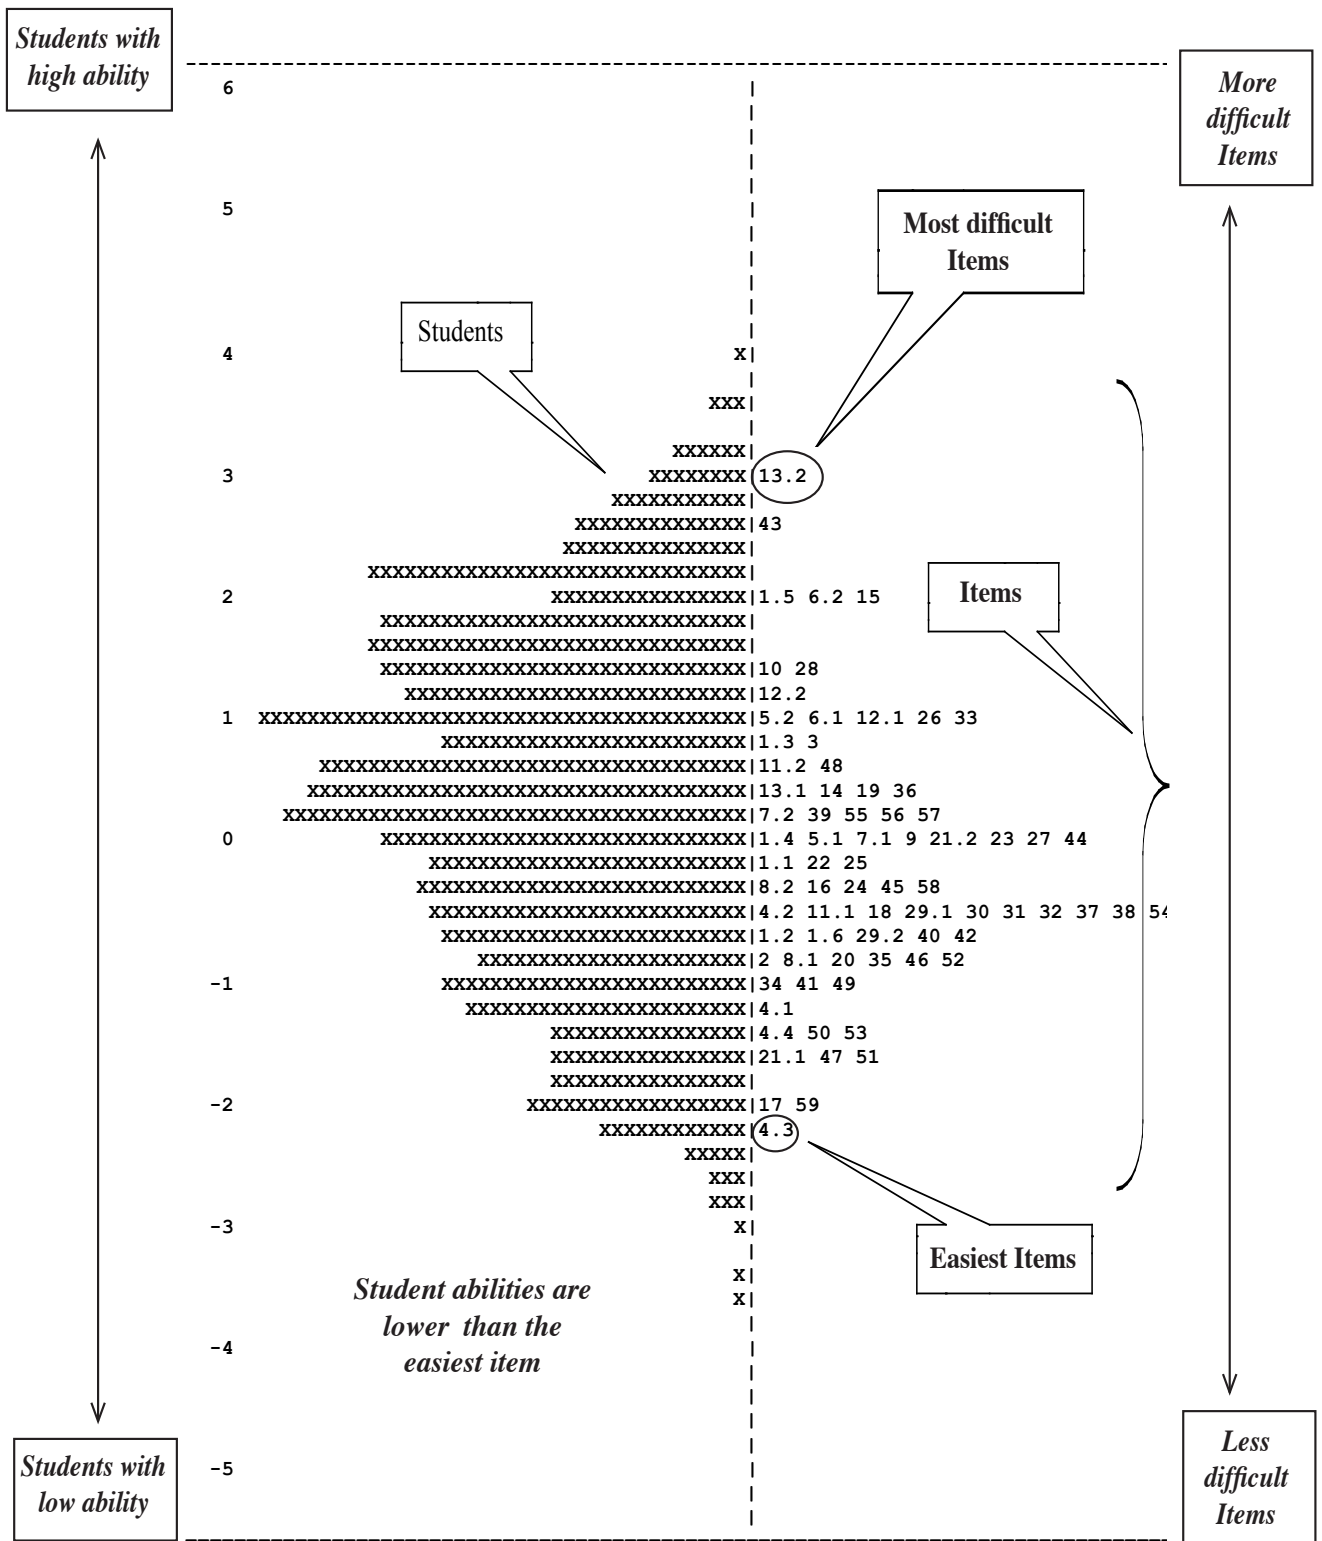 Students with
high ability
More
difficult
Items
6
5
Most difficult
Items
Students
4 X|
XXX|
XXXXXX|
3 XXXXXXXX|13.2
XXXXXXXXXXX|
XXXXXXXXXXXXXX|43
XXXXXXXXXXXXXXX|
XXXXXXXXXXXXXXXXXXXXXXXXXXXXXXX|
Items
2 XXXXXXXXXXXXXXXX|1.5 6.2 15
XXXXXXXXXXXXXXXXXXXXXXXXXXXXXX|
XXXXXXXXXXXXXXXXXXXXXXXXXXXXXXX|
XXXXXXXXXXXXXXXXXXXXXXXXXXXXXX|10 28
XXXXXXXXXXXXXXXXXXXXXXXXXXXX|12.2
1 XXXXXXXXXXXXXXXXXXXXXXXXXXXXXXXXXXXXXXXX|5.2 6.1 12.1 26 33
XXXXXXXXXXXXXXXXXXXXXXXXX|1.3 3
XXXXXXXXXXXXXXXXXXXXXXXXXXXXXXXXXXX|11.2 48
XXXXXXXXXXXXXXXXXXXXXXXXXXXXXXXXXXXX|13.1 14 19 36
XXXXXXXXXXXXXXXXXXXXXXXXXXXXXXXXXXXXXX|7.2 39 55 56 57
0 XXXXXXXXXXXXXXXXXXXXXXXXXXXXXX|1.4 5.1 7.1 9 21.2 23 27 44
XXXXXXXXXXXXXXXXXXXXXXXXXX|1.1 22 25
XXXXXXXXXXXXXXXXXXXXXXXXXXX|8.2 16 24 45 58
XXXXXXXXXXXXXXXXXXXXXXXXXX|4.2 11.1 18 29.1 30 31 32 37 38 54
XXXXXXXXXXXXXXXXXXXXXXXXX|1.2 1.6 29.2 40 42
XXXXXXXXXXXXXXXXXXXXXX|2 8.1 20 35 46 52
-1 XXXXXXXXXXXXXXXXXXXXXXXXX|34 41 49
XXXXXXXXXXXXXXXXXXXXXXX|4.1
XXXXXXXXXXXXXXXX|4.4 50 53
XXXXXXXXXXXXXXXX|21.1 47 51
XXXXXXXXXXXXXXXX|
-2 XXXXXXXXXXXXXXXXXX|17 59
XXXXXXXXXXXX|4.3
XXXXX|
XXX|
XXX|
-3 X|
Easiest Items
X|
X|
Student abilities are
lower than the
easiest item
-4
-5
Students with
low ability
Less
difficult
Items